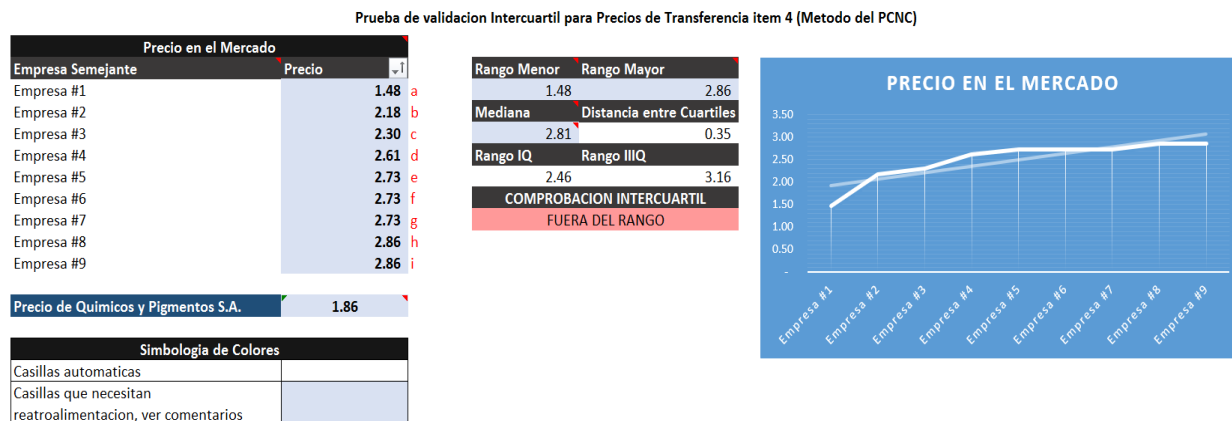 Prueba de validacion Intercuartil para Precios de Transferencia item 4 (Metodo del PCNC)
Precio en el Mercado
Empresa Semejante Precio
Empresa #1 1.48 a
Empresa #2 2.18 b
Empresa #3 2.30 c
Empresa #4 2.61 d
Empresa #5 2.73 e
Empresa #6 2.73 f
Empresa #7 2.73 g
Empresa #8 2.86 h
Empresa #9 2.86 i
Precio de Quimicos y Pigmentos S.A. 1.86
Simbologia de Colores
Casillas automaticas
Casillas que necesitan
reatroalimentacion, ver comentarios
Rango Menor Rango Mayor
1.48 2.86
Mediana Distancia entre Cuartiles
2.81 0.35
Rango IQ Rango IIIQ
2.46 3.16
COMPROBACION INTERCUARTIL
FUERA DEL RANGO
PRECIO EN EL MERCADO
3.50
3.00
2.50
2.00
1.50
1.00
0.50
-
Empresa #1
Empresa #2
Empresa #3
Empresa #4
Empresa #5
Empresa #6
Empresa #7
Empresa #8
Empresa #9